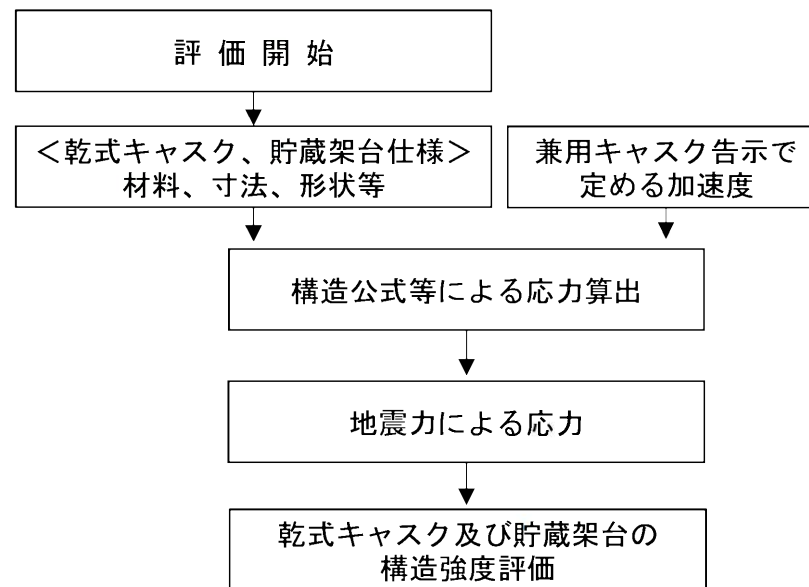 評 価 開 始
＜乾式キャスク、貯蔵架台仕様＞
材料、寸法、形状等
兼用キャスク告示で
定める加速度
構造公式等による応力算出
地震力による応力
乾式キャスク及び貯蔵架台の
構造強度評価